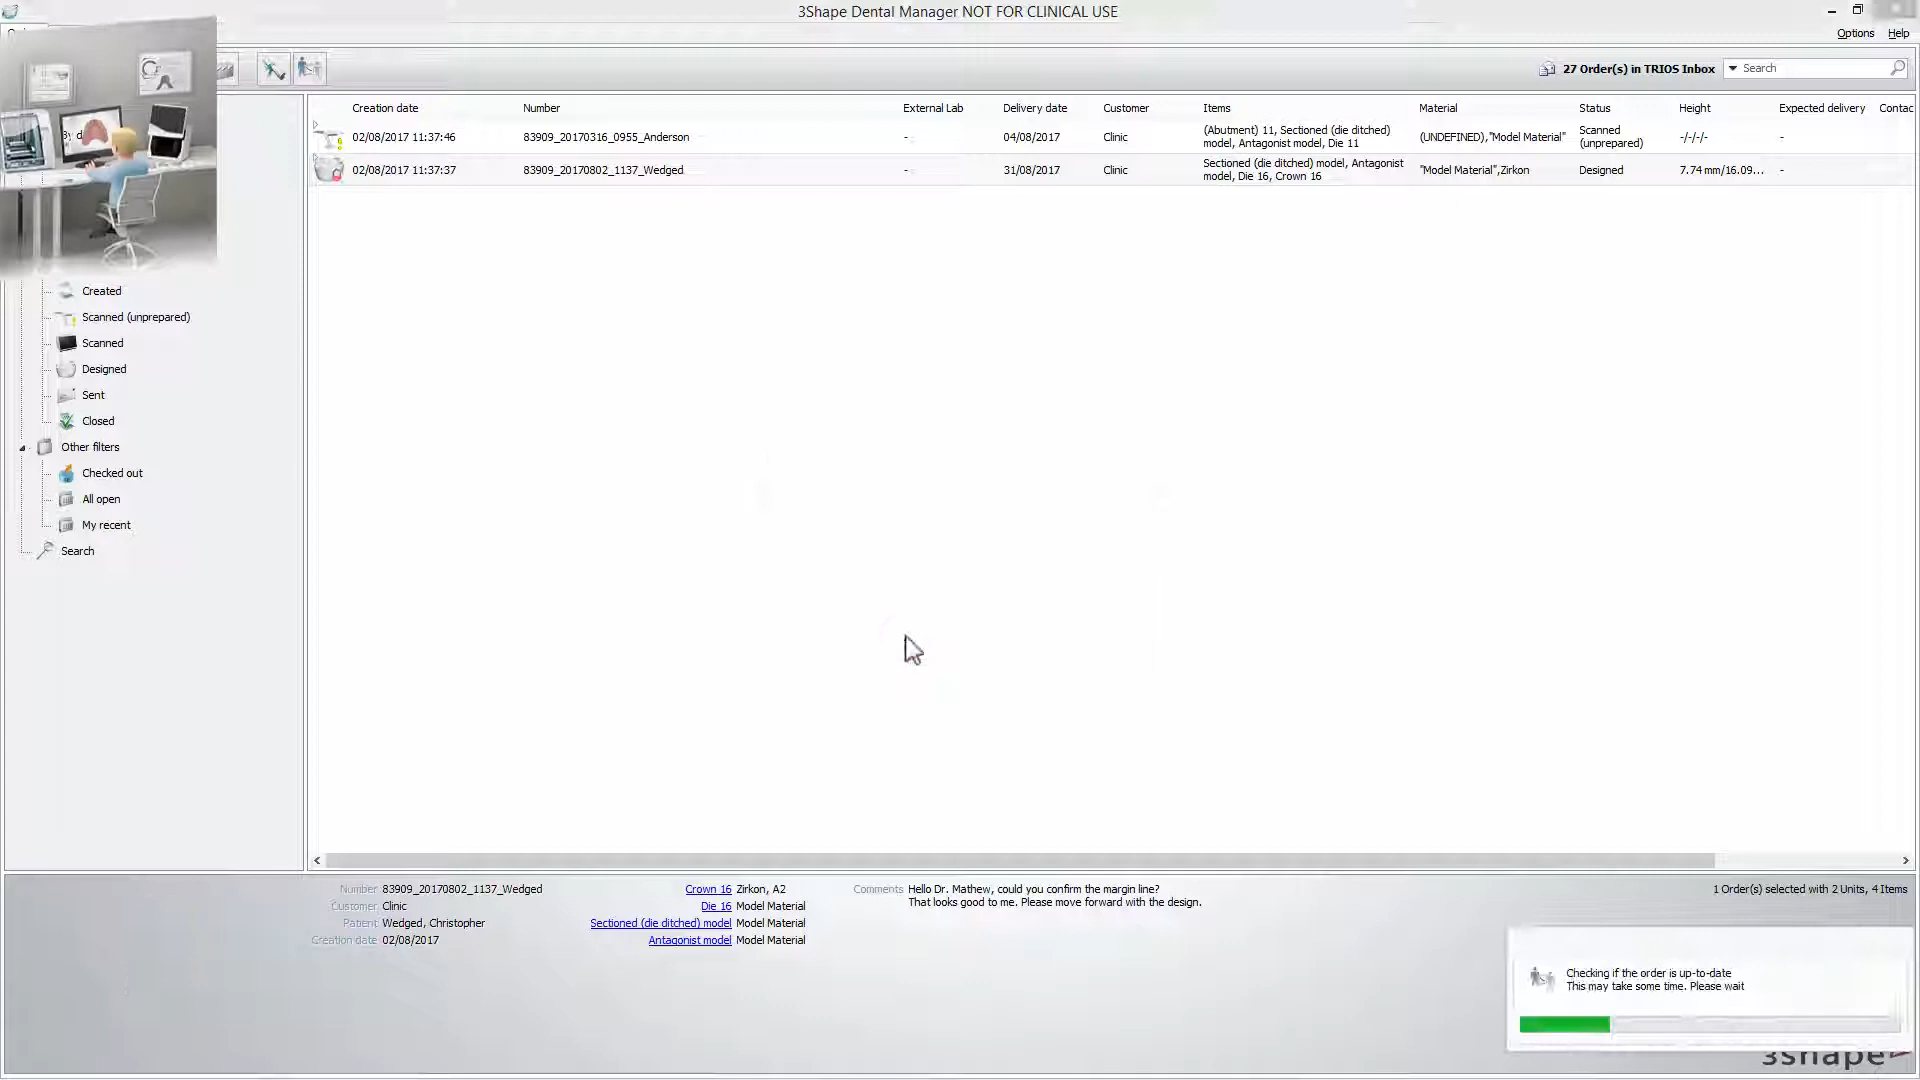 3Shape Dental Manager NOT FOR CLINICAL USE
Options Help
27 Order(s) in TRIOS Inbox Search
Creation date Number External Lab Delivery date Customer Items Material Status Height Expected delivery Contac
02/08/2017 11:37:46 83909_20170316_0955_Anderson - 04/08/2017 Clinic (Abutment) 11, Sectioned (die ditched) model, Antagonist model, Die 11 (UNDEFINED),"Model Material" Scanned (unprepared) -/-/-/- -
02/08/2017 11:37:37 83909_20170802_1137_Wedged - 31/08/2017 Clinic Sectioned (die ditched) model, Antagonist model, Die 16, Crown 16 "Model Material",Zirkon Designed 7.74 mm/16.09... -
By d
Created
Scanned (unprepared)
Scanned
Designed
Sent
Closed
Other filters
Checked out
All open
My recent
Search
Number 83909_20170802_1137_Wedged
Customer Clinic
Patient Wedged, Christopher
Creation date 02/08/2017
Crown 16 Zirkon, A2
Die 16 Model Material
Sectioned (die ditched) model Model Material
Antagonist model Model Material
Comments Hello Dr. Mathew, could you confirm the margin line?
That looks good to me. Please move forward with the design.
1 Order(s) selected with 2 Units, 4 Items
Checking if the order is up-to-date
This may take some time. Please wait
3shape